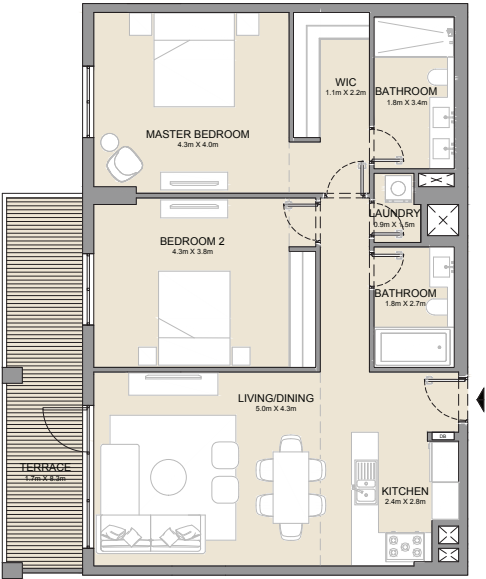 WIC
1.1m X 2.2m
BATHROOM
1.8m X 3.4m
MASTER BEDROOM
4.3m X 4.0m
LAUNDRY
0.9m X 1.5m
BEDROOM 2
4.3m X 3.8m
BATHROOM
1.8m X 2.7m
LIVING/DINING
5.0m X 4.3m
DB
TERRACE
1.7m X 8.3m
KITCHEN
2.4m X 2.8m